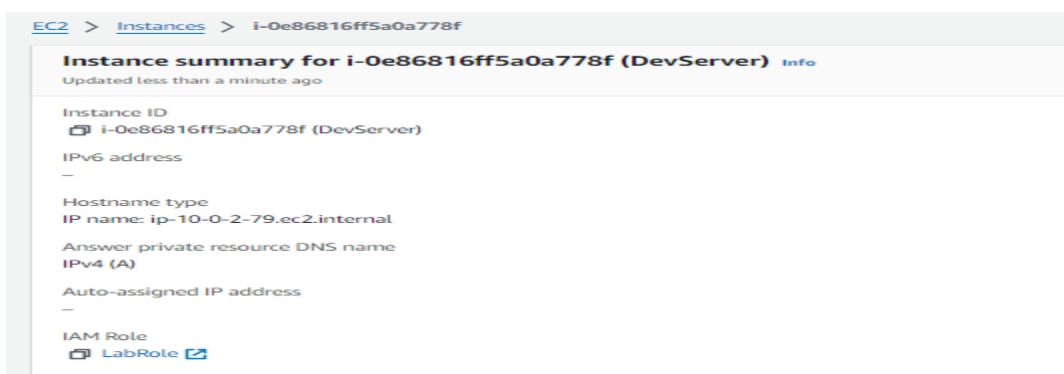 EC2 > Instances > i-0e86816ff5a0a778f
Instance summary for i-0e86816ff5a0a778f (DevServer) Info
Updated less than a minute ago
Instance ID
i-0e86816ff5a0a778f (DevServer)
IPv6 address
–
Hostname type
IP name: ip-10-0-2-79.ec2.internal
Answer private resource DNS name
IPv4 (A)
Auto-assigned IP address
–
IAM Role
LabRole